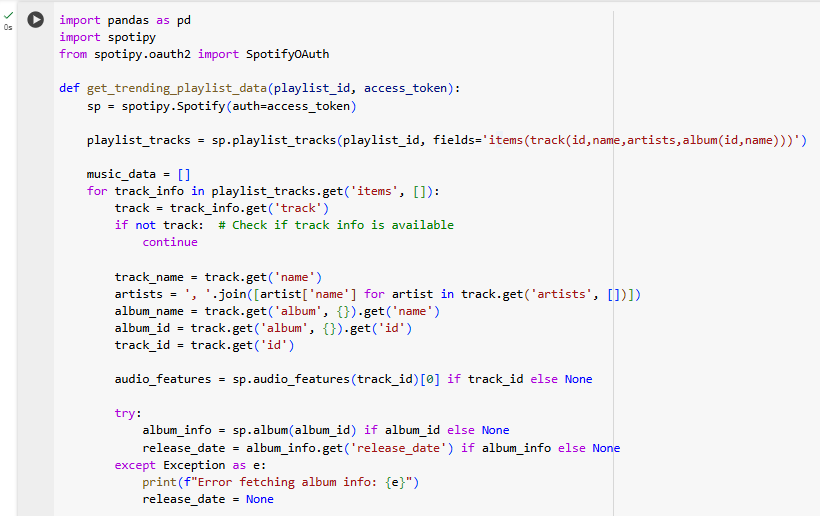 0s
import pandas as pd
import spotipy
from spotipy.oauth2 import SpotifyOAuth
def get_trending_playlist_data(playlist_id, access_token):
    sp = spotipy.Spotify(auth=access_token)
    playlist_tracks = sp.playlist_tracks(playlist_id, fields='items(track(id,name,artists,album(id,name)))')
    music_data = []
    for track_info in playlist_tracks.get('items', []):
        track = track_info.get('track')
        if not track:  # Check if track info is available
            continue
        track_name = track.get('name')
        artists = ', '.join([artist['name'] for artist in track.get('artists', [])])
        album_name = track.get('album', {}).get('name')
        album_id = track.get('album', {}).get('id')
        track_id = track.get('id')
        audio_features = sp.audio_features(track_id)[0] if track_id else None
        try:
            album_info = sp.album(album_id) if album_id else None
            release_date = album_info.get('release_date') if album_info else None
        except Exception as e:
            print(f"Error fetching album info: {e}")
            release_date = None